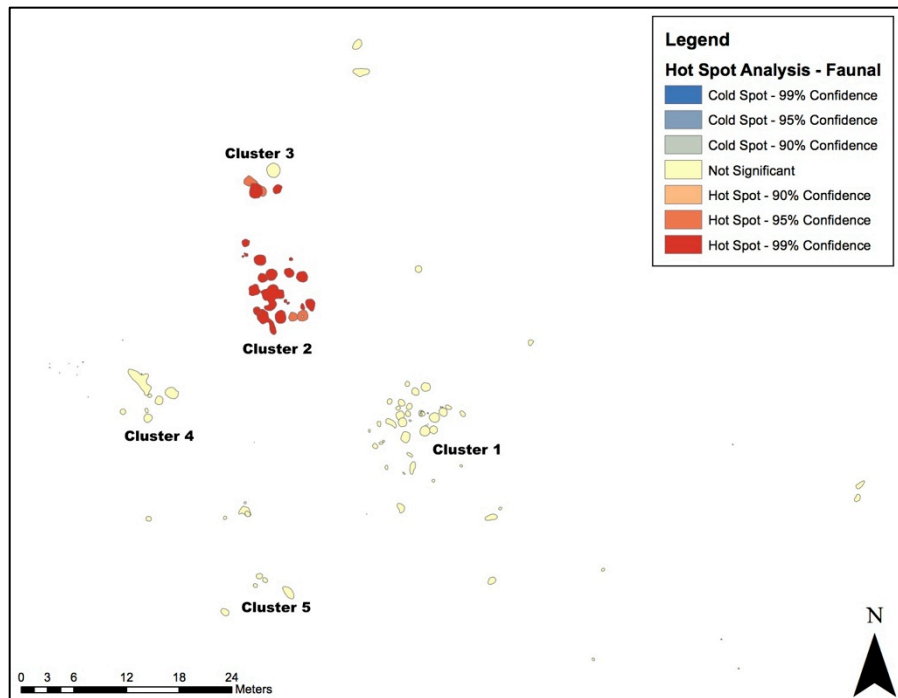 Legend
Hot Spot Analysis - Faunal
Cold Spot - 99% Confidence
Cold Spot - 95% Confidence
Cold Spot - 90% Confidence
Not Significant
Hot Spot - 90% Confidence
Hot Spot - 95% Confidence
Hot Spot - 99% Confidence
Cluster 3
Cluster 2
Cluster 4
Cluster 1
Cluster 5
N
0 3 6 12 18 24
Meters